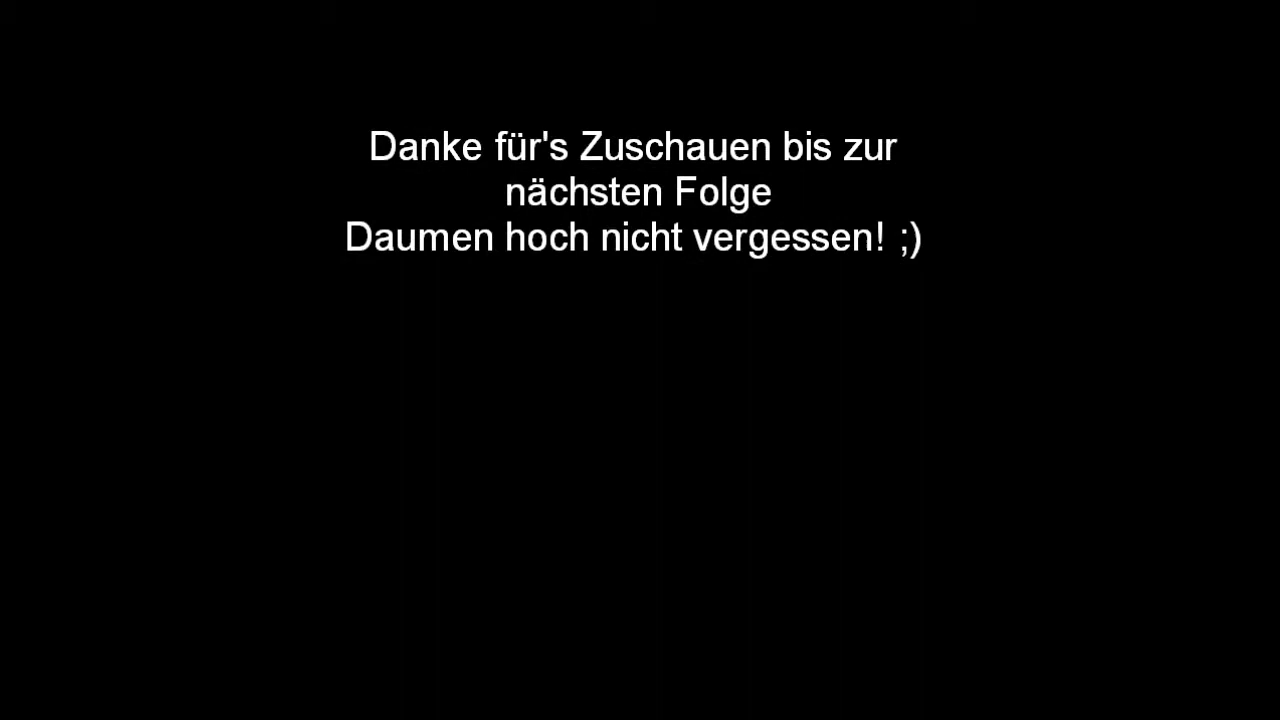 Danke für's Zuschauen bis zur
nächsten Folge
Daumen hoch nicht vergessen! ;)